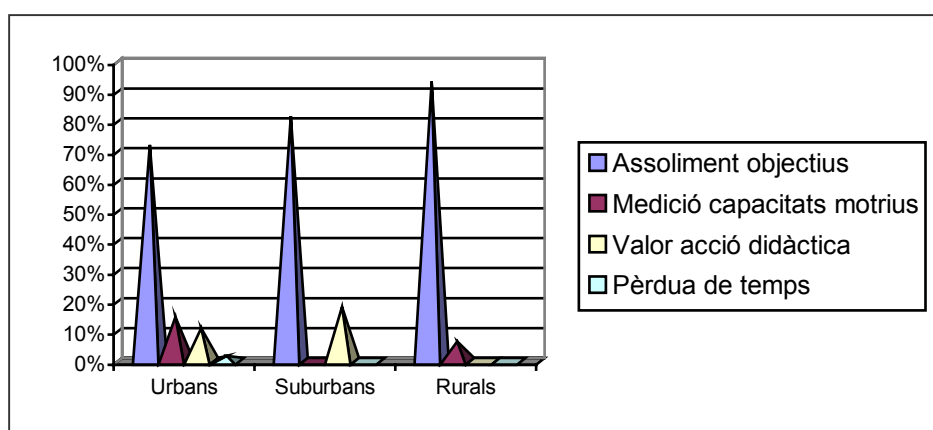 100%
90%
80%
70%
60%
50%
40%
30%
20%
10%
0%
Urbans
Suburbans
Rurals
Assoliment objectius
Medició capacitats motrius
Valor acció didàctica
Pèrdua de temps